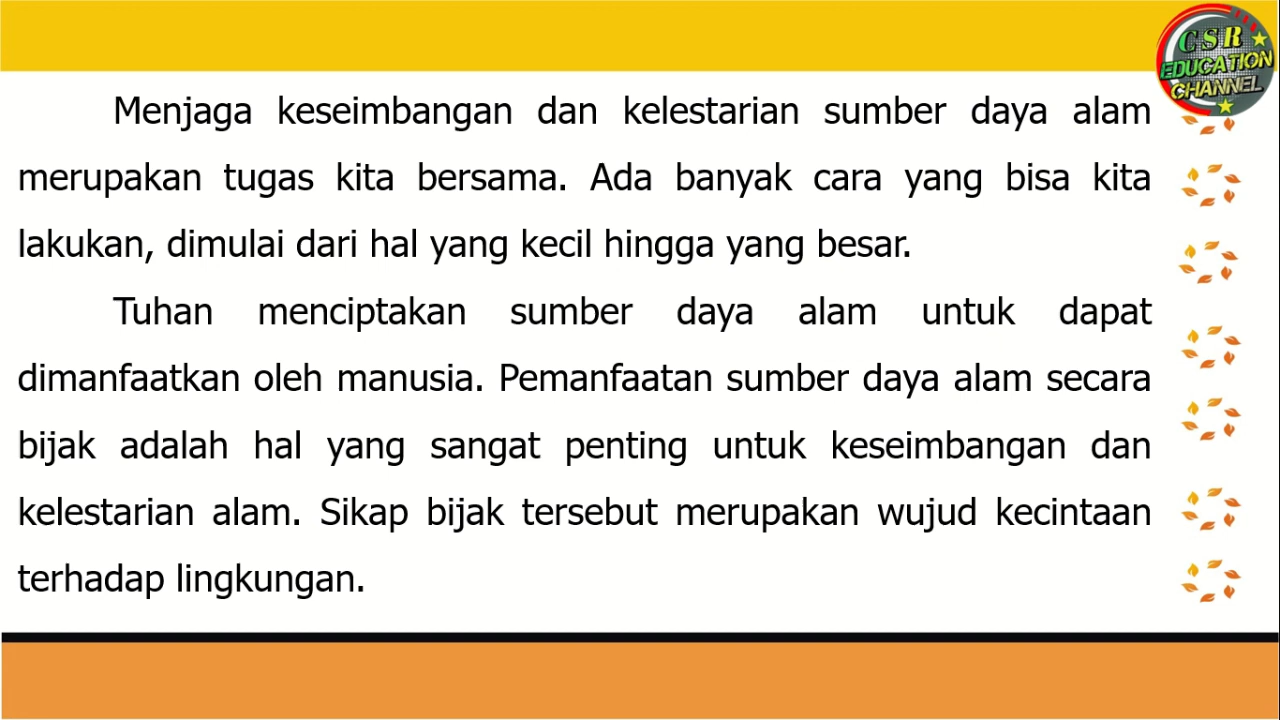 CSR
EDUCATION
CHANNEL
Menjaga keseimbangan dan kelestarian sumber daya alam
merupakan tugas kita bersama. Ada banyak cara yang bisa kita
lakukan, dimulai dari hal yang kecil hingga yang besar.
Tuhan menciptakan sumber daya alam untuk dapat
dimanfaatkan oleh manusia. Pemanfaatan sumber daya alam secara
bijak adalah hal yang sangat penting untuk keseimbangan dan
kelestarian alam. Sikap bijak tersebut merupakan wujud kecintaan
terhadap lingkungan.